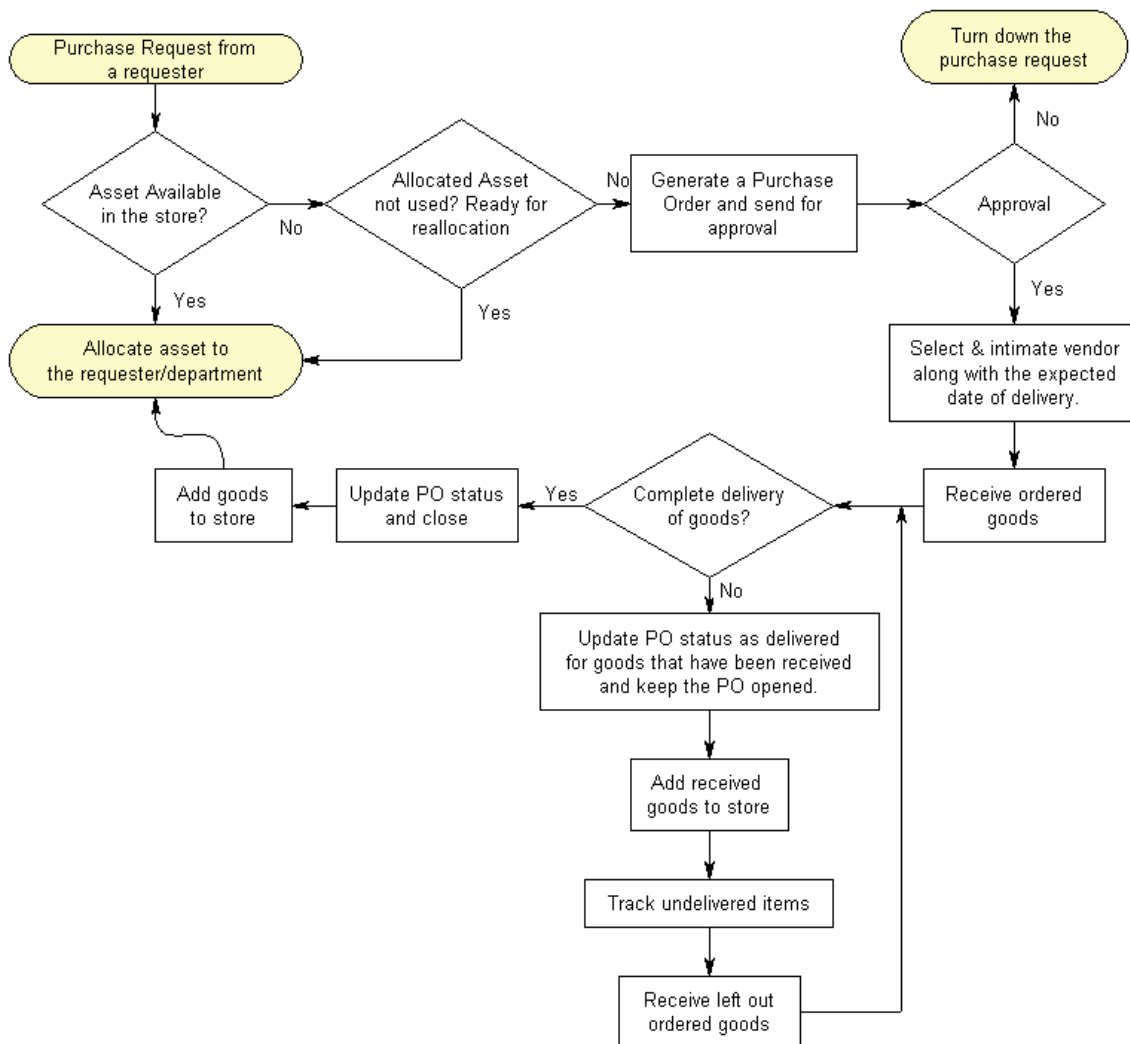 Purchase Request from
a requester
Turn down the
purchase request
No
Asset Available
in the store?
No
Allocated Asset
not used? Ready for
reallocation
No
Generate a Purchase
Order and send for
approval
Approval
Yes
Yes
Yes
Allocate asset to
the requester/department
Select & intimate vendor
along with the expected
date of delivery.
Add goods
to store
Update PO status
and close
Yes
Complete delivery
of goods?
Receive ordered
goods
No
Update PO status as delivered
for goods that have been received
and keep the PO opened.
Add received
goods to store
Track undelivered items
Receive left out
ordered goods